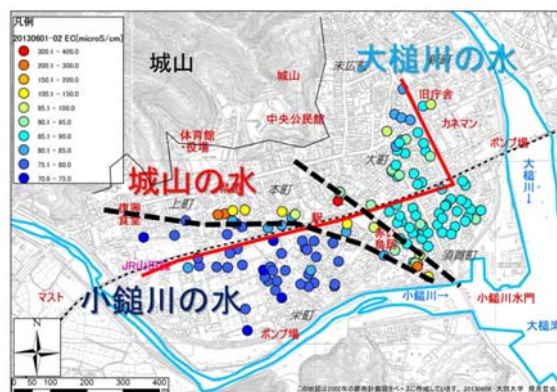 凡例
20130601-02 EC[microS/cm]
300.1 - 400.0
200.1 - 300.0
150.1 - 200.0
100.1 - 150.0
95.1 - 100.0
90.1 - 95.0
85.1 - 90.0
80.1 - 85.0
75.1 - 80.0
70.6 - 75.0
城山
城山
大槌川の水
末広町
旧庁舎
カネマン
ポンプ場
中央公民館
体育館
・役場
大町
大槌川→
城山の水
本町
上町
駅
須賀町
小鎚川の水
マスト
栄町
ポンプ場
小鎚川→
小鎚川水門
大槌湾
N
0 50 100 200 300 400